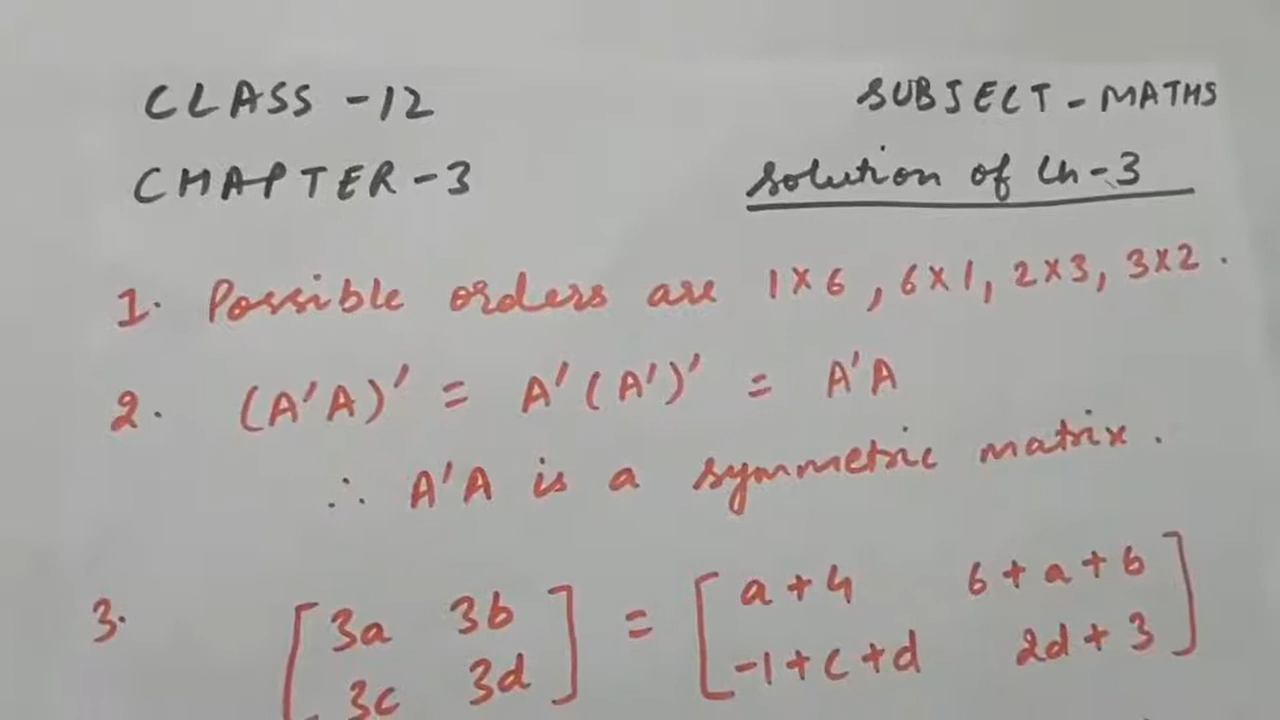 CLASS -12
SUBJECT - MATHS
CHAPTER -3
Solution of Ch-3
1. Possible orders are 1×6, 6×1, 2×3, 3×2.
2. (A'A)' = A'(A')' = A'A
∴ A'A is a symmetric matrix.
3. [3a 3b] = [a+4 6+a+b]
[3c 3d] [-1+c+d 2d+3]